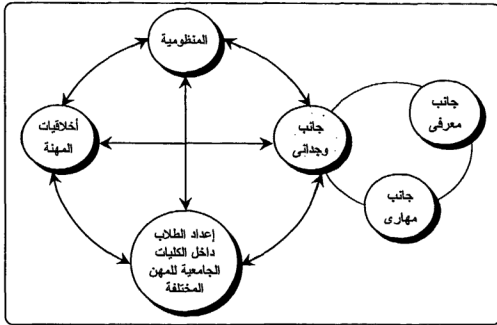 المنظومية
جانب
معرفى
أخلاقيات
المهنة
جانب
وجدانى
جانب
مهارى
إعداد الطلاب
داخل الكليات
الجامعية للمهن
المختلفة